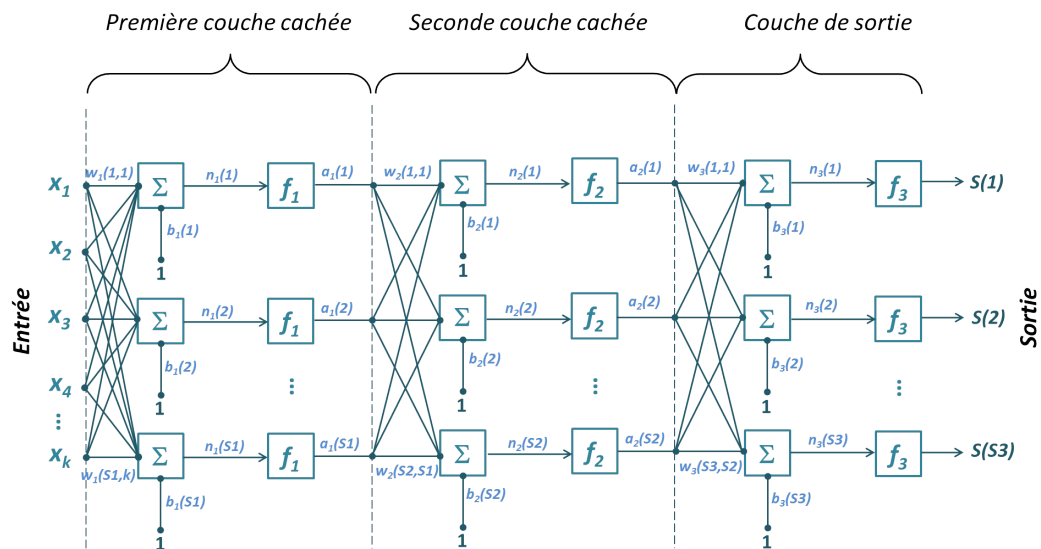 Première couche cachée
Seconde couche cachée
Couche de sortie
Entrée
x₁
x₂
x₃
x₄
⋮
xₖ
w₁(1,1)
Σ
n₁(1)
f₁
a₁(1)
b₁(1)
1
Σ
n₁(2)
f₁
a₁(2)
b₁(2)
1
⋮
w₁(S1,k)
Σ
n₁(S1)
f₁
a₁(S1)
b₁(S1)
1
w₂(1,1)
Σ
n₂(1)
f₂
a₂(1)
b₂(1)
1
Σ
n₂(2)
f₂
a₂(2)
b₂(2)
1
⋮
w₂(S2,S1)
Σ
n₂(S2)
f₂
a₂(S2)
b₂(S2)
1
w₃(1,1)
Σ
n₃(1)
f₃
S(1)
b₃(1)
1
Σ
n₃(2)
f₃
S(2)
b₃(2)
1
⋮
w₃(S3,S2)
Σ
n₃(S3)
f₃
S(S3)
b₃(S3)
1
Sortie